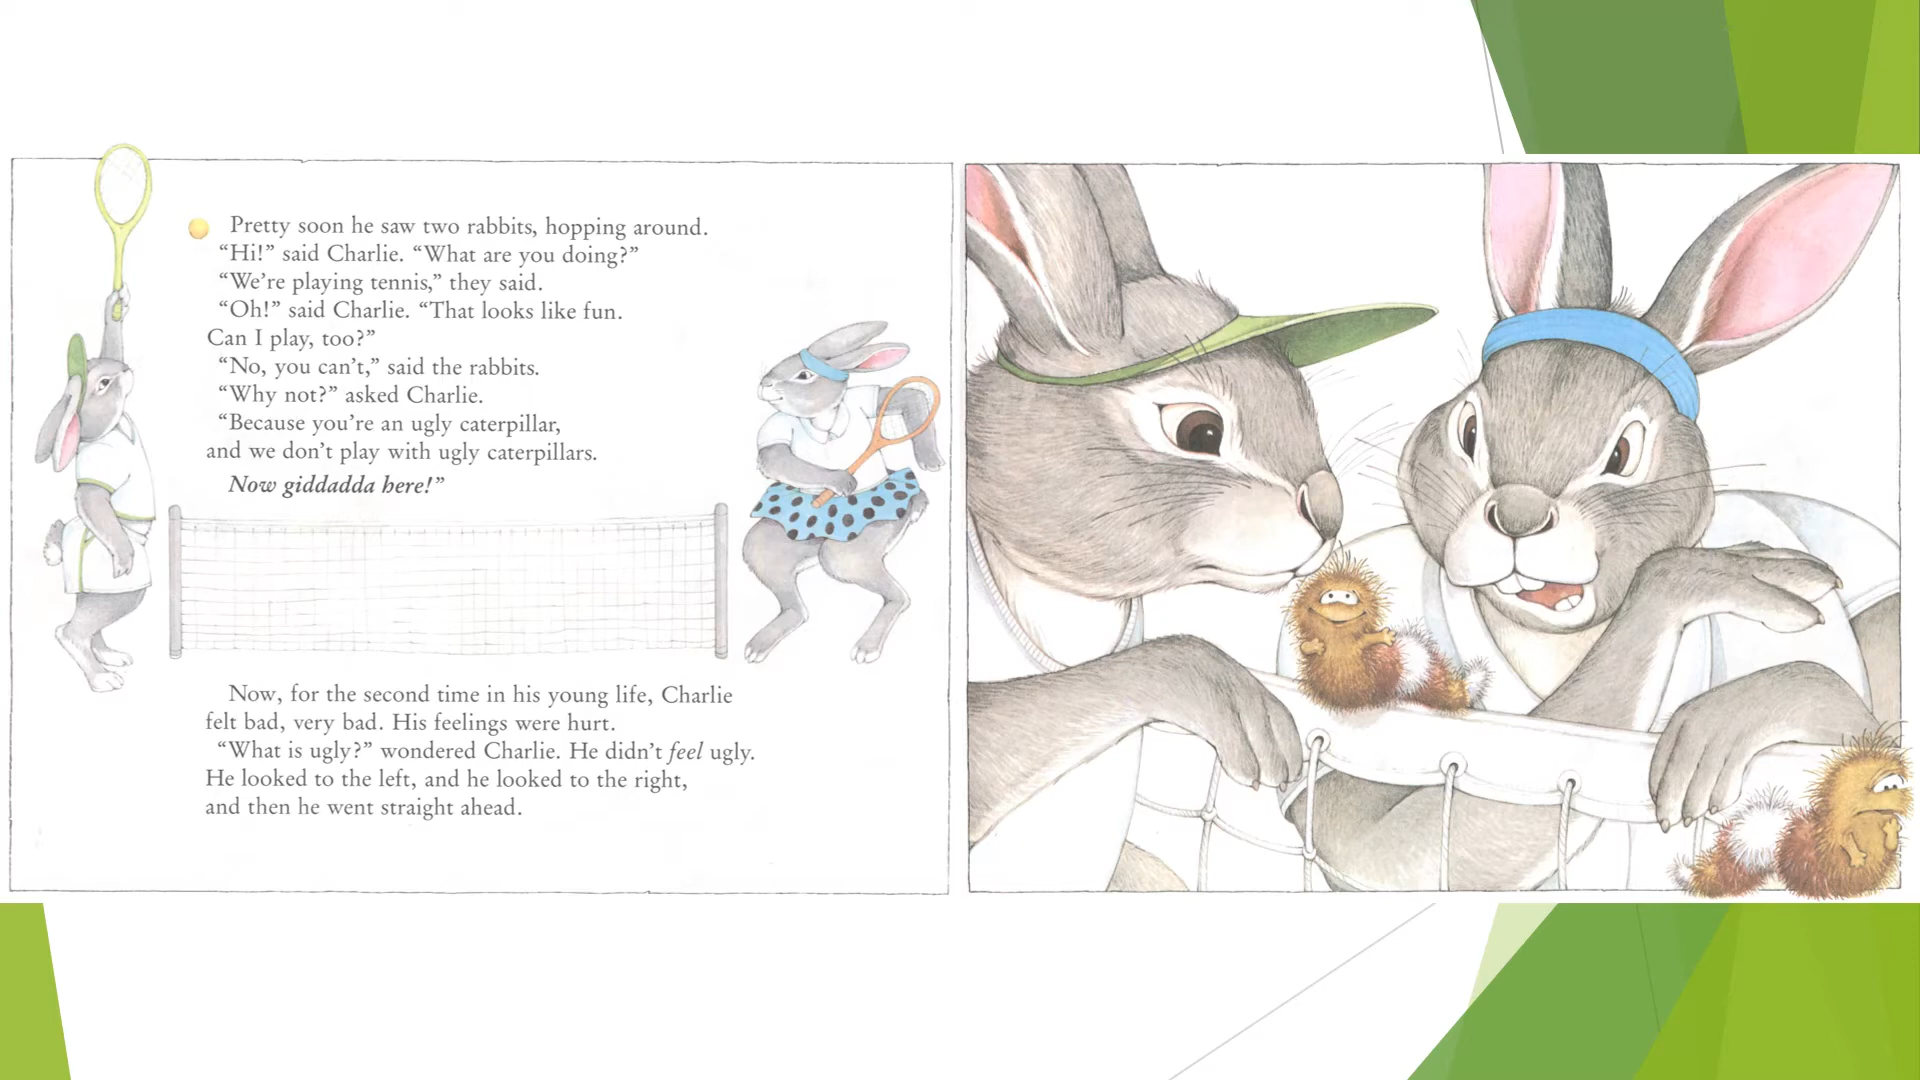 Pretty soon he saw two rabbits, hopping around.
“Hi!” said Charlie. “What are you doing?”
“We’re playing tennis,” they said.
“Oh!” said Charlie. “That looks like fun.
Can I play, too?”
“No, you can’t,” said the rabbits.
“Why not?” asked Charlie.
“Because you’re an ugly caterpillar,
and we don’t play with ugly caterpillars.
Now giddadda here!”
Now, for the second time in his young life, Charlie
felt bad, very bad. His feelings were hurt.
“What is ugly?” wondered Charlie. He didn’t feel ugly.
He looked to the left, and he looked to the right,
and then he went straight ahead.